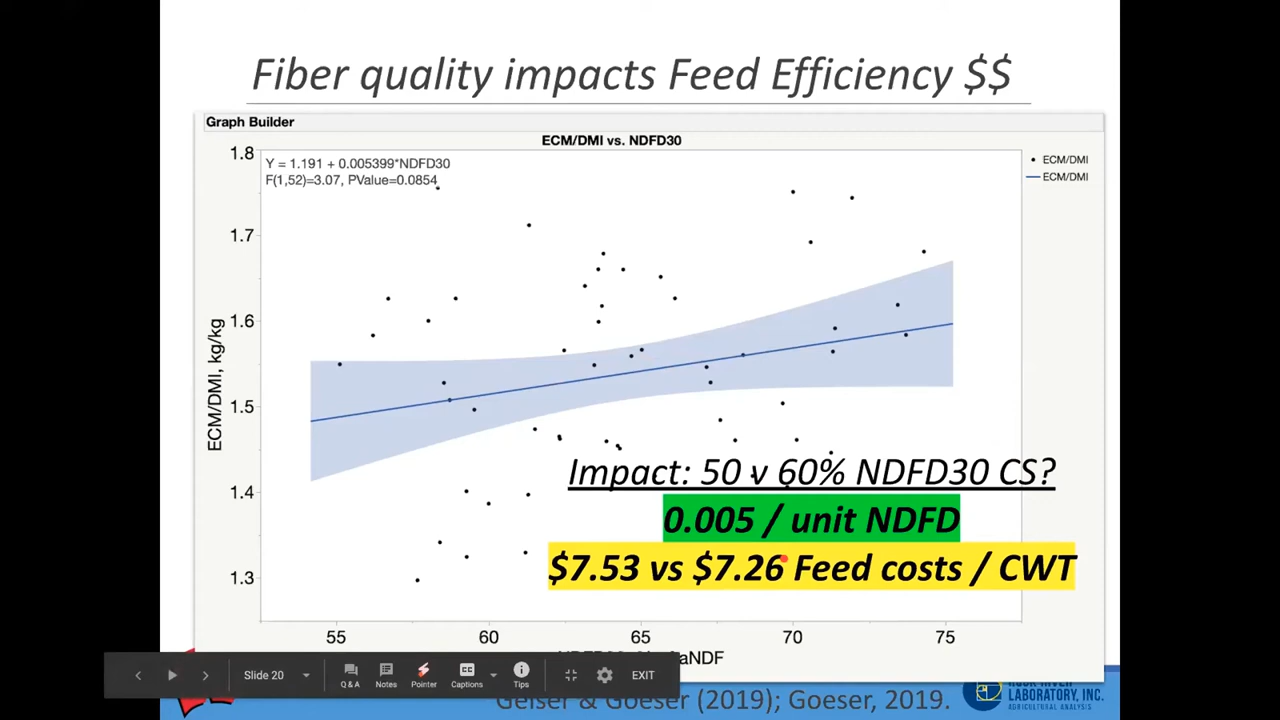 Fiber quality impacts Feed Efficiency $$
Graph Builder
ECM/DMI vs. NDFD30
Y = 1.191 + 0.005399*NDFD30
F(1,52)=3.07, PValue=0.0854
ECM/DMI
ECM/DMI
1.8
1.7
1.6
1.5
1.4
1.3
ECM/DMI, kg/kg
Impact: 50 v 60% NDFD30 CS?
0.005 / unit NDFD
$7.53 vs $7.26 Feed costs / CWT
55 60 65 70 75
aNDF
Slide 20
Q & A
Notes
Pointer
Captions
Tips
EXIT
Geiser & Goeser (2019); Goeser, 2019.
ROCK RIVER
LABORATORY, INC.
AGRICULTURAL ANALYSIS